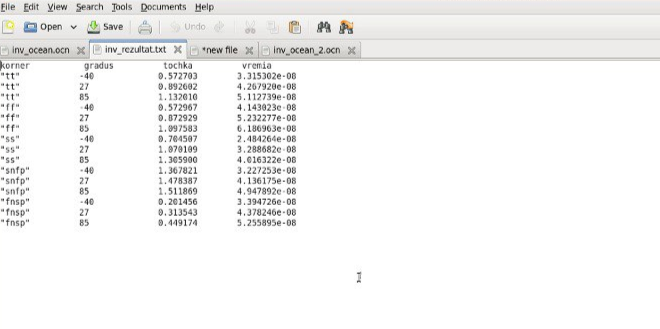 File Edit View Search Tools Documents Help
Open Save Undo
inv_ocean.ocn inv_rezultat.txt *new file inv_ocean_2.ocn
korner gradus tochka vremia
"tt" -40 0.572703 3.315302e-08
"tt" 27 0.892602 4.267920e-08
"tt" 85 1.132010 5.112739e-08
"ff" -40 0.572967 4.143023e-08
"ff" 27 0.872929 5.232277e-08
"ff" 85 1.097583 6.186963e-08
"ss" -40 0.704507 2.484264e-08
"ss" 27 1.070109 3.288682e-08
"ss" 85 1.305900 4.016322e-08
"snfp" -40 1.367821 3.227253e-08
"snfp" 27 1.478387 4.136175e-08
"snfp" 85 1.511869 4.947892e-08
"fnsp" -40 0.201456 3.394726e-08
"fnsp" 27 0.313543 4.378246e-08
"fnsp" 85 0.449174 5.255895e-08